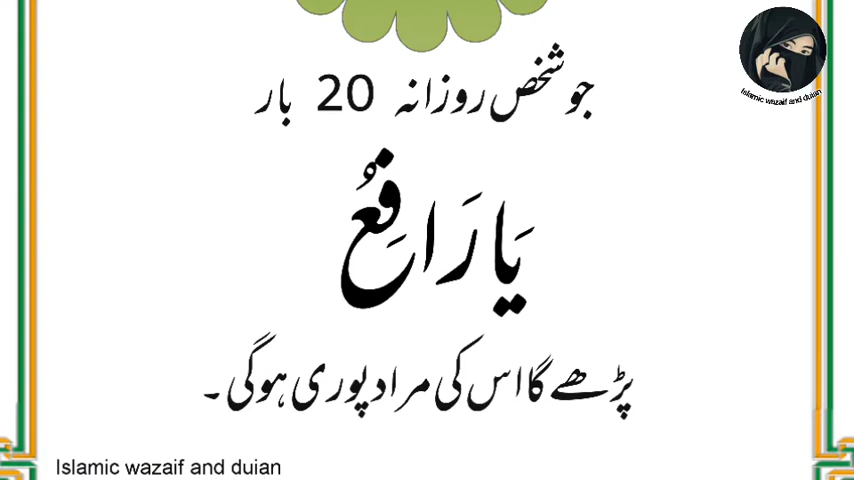 Islamic wazaif and duian
جو شخص روزانہ 20 بار
یَا رَافِعُ
پڑھے گا اس کی مراد پوری ہوگی۔
Islamic wazaif and duian